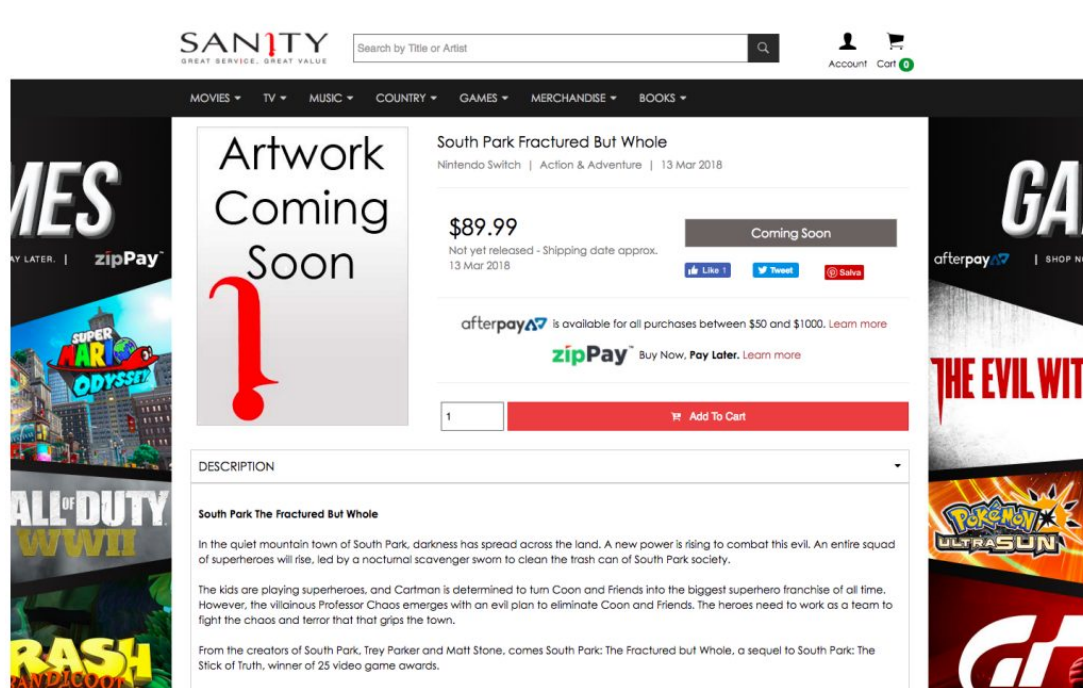 SANITY
GREAT SERVICE, GREAT VALUE
Search by Title or Artist
Account Cart 0
MOVIES TV MUSIC COUNTRY GAMES MERCHANDISE BOOKS
Artwork
Coming
Soon
South Park Fractured But Whole
Nintendo Switch | Action & Adventure | 13 Mar 2018
$89.99
Not yet released - Shipping date approx.
13 Mar 2018
Coming Soon
Like 1 Tweet Salva
afterpay is available for all purchases between $50 and $1000. Learn more
zipPay™ Buy Now, Pay Later. Learn more
1 Add To Cart
DESCRIPTION
South Park The Fractured But Whole
In the quiet mountain town of South Park, darkness has spread across the land. A new power is rising to combat this evil. An entire squad
of superheroes will rise, led by a nocturnal scavenger sworn to clean the trash can of South Park society.
The kids are playing superheroes, and Cartman is determined to turn Coon and Friends into the biggest superhero franchise of all time.
However, the villainous Professor Chaos emerges with an evil plan to eliminate Coon and Friends. The heroes need to work as a team to
fight the chaos and terror that that grips the town.
From the creators of South Park, Trey Parker and Matt Stone, comes South Park: The Fractured but Whole, a sequel to South Park: The
Stick of Truth, winner of 25 video game awards.
MES
AY LATER. | zipPay
SUPER
MARIO
ODYSSEY
ALL OF DUTY
WWII
RASH
ANDICOOT
GA
afterpay | SHOP NO
THE EVIL WIT
POKéMON
ULTRA SUN
GT